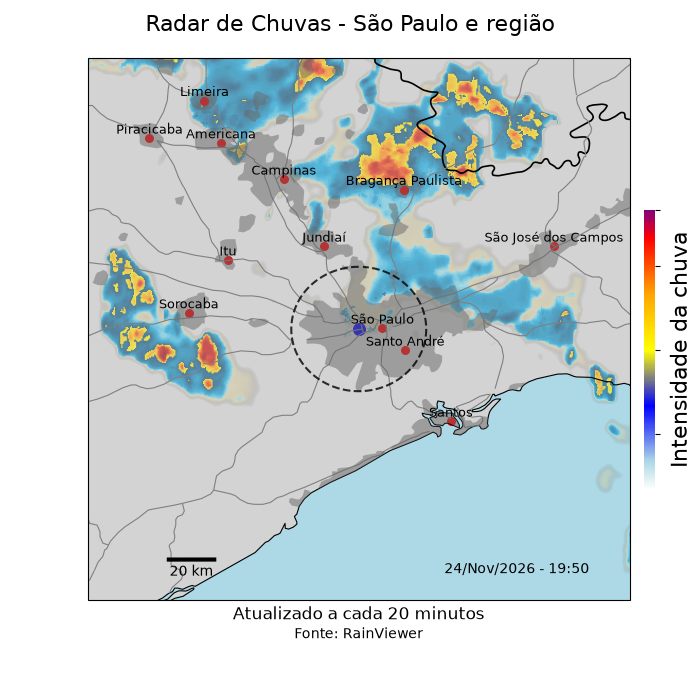 Radar de Chuvas - São Paulo e região
Limeira
Piracicaba
Americana
Campinas
Bragança Paulista
Jundiaí
São José dos Campos
Itu
Sorocaba
São Paulo
Santo André
Santos
Intensidade da chuva
20 km
24/Nov/2026 - 19:50
Atualizado a cada 20 minutos
Fonte: RainViewer